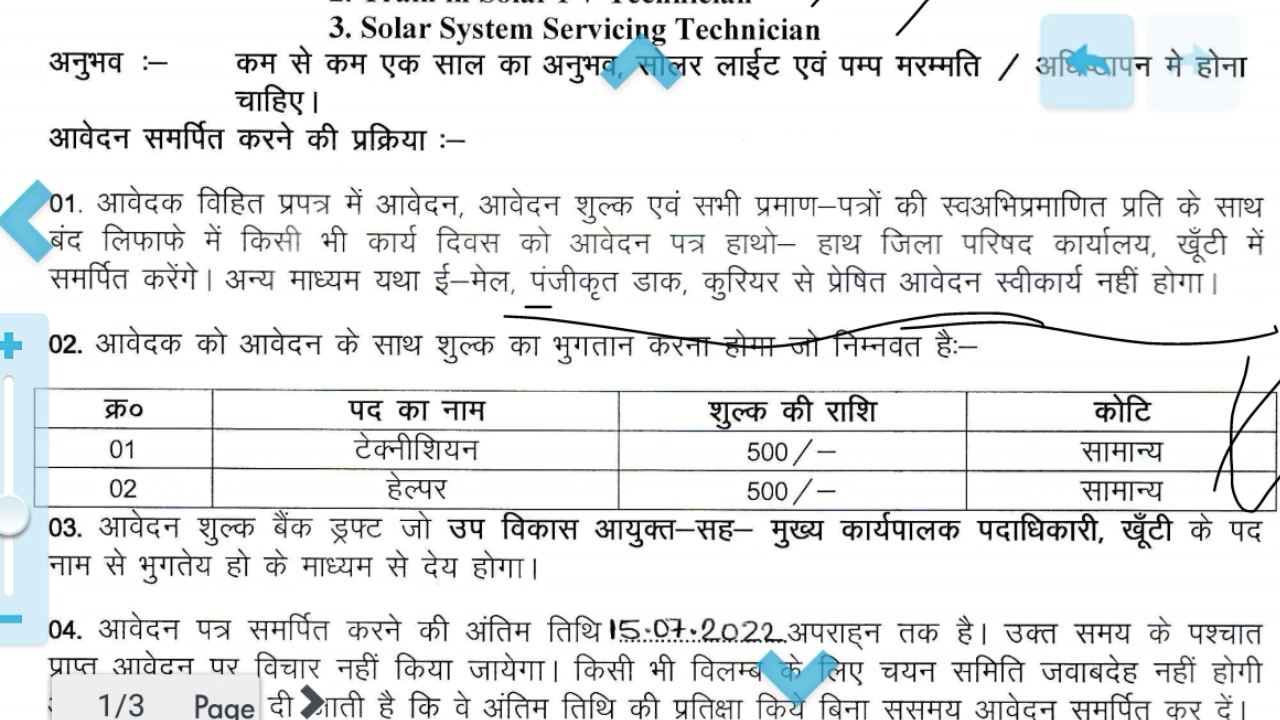 3. Solar System Servicing Technician
अनुभव :– कम से कम एक साल का अनुभव, सोलर लाईट एवं पम्प मरम्मति / अधिष्ठापन मे होना
चाहिए।
आवेदन समर्पित करने की प्रक्रिया :–
01. आवेदक विहित प्रपत्र में आवेदन, आवेदन शुल्क एवं सभी प्रमाण–पत्रों की स्वअभिप्रमाणित प्रति के साथ
बंद लिफाफे में किसी भी कार्य दिवस को आवेदन पत्र हाथो– हाथ जिला परिषद कार्यालय, खूँटी में
समर्पित करेंगे। अन्य माध्यम यथा ई–मेल, पंजीकृत डाक, कुरियर से प्रेषित आवेदन स्वीकार्य नहीं होगा।
02. आवेदक को आवेदन के साथ शुल्क का भुगतान करना होगा जो निम्नवत है:–
क्र० पद का नाम शुल्क की राशि कोटि
01 टेक्नीशियन 500/– सामान्य
02 हेल्पर 500/– सामान्य
03. आवेदन शुल्क बैंक ड्रफ्ट जो उप विकास आयुक्त–सह– मुख्य कार्यपालक पदाधिकारी, खूँटी के पद
नाम से भुगतेय हो के माध्यम से देय होगा।
04. आवेदन पत्र समर्पित करने की अंतिम तिथि 15.07.2022 अपराह्न तक है। उक्त समय के पश्चात
प्राप्त आवेदन पर विचार नहीं किया जायेगा। किसी भी विलम्ब के लिए चयन समिति जवाबदेह नहीं होगी
दी जाती है कि वे अंतिम तिथि की प्रतिक्षा किये बिना ससमय आवेदन समर्पित कर दें।
1/3 Page